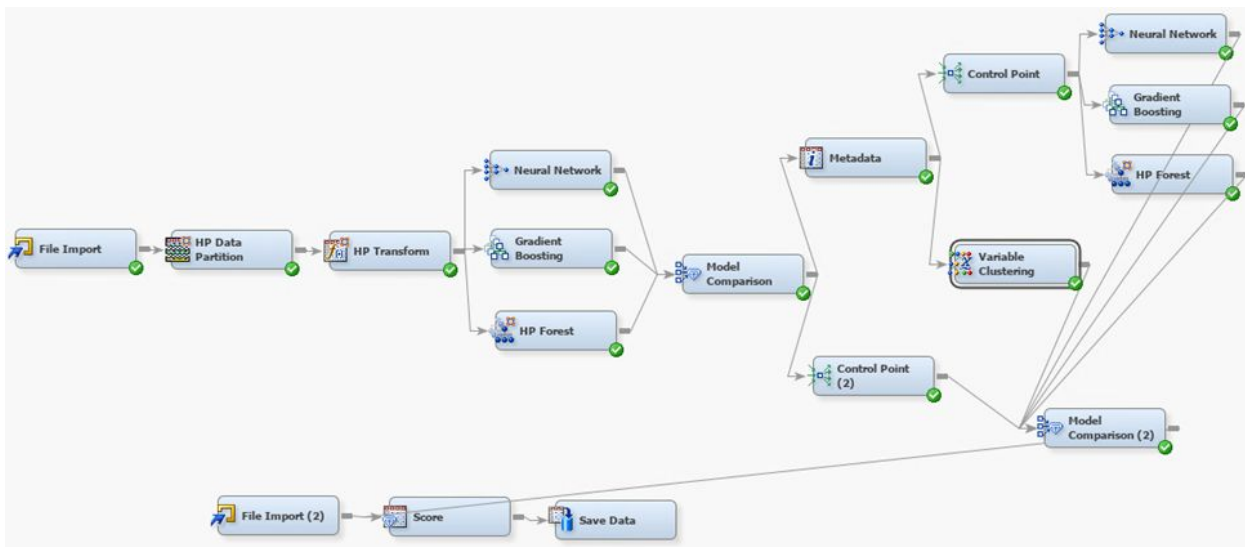 Neural Network
Control Point
Gradient
Boosting
Metadata
HP Forest
Neural Network
File Import
HP Data
Partition
HP Transform
Gradient
Boosting
Model
Comparison
Variable
Clustering
HP Forest
Control Point
(2)
Model
Comparison (2)
File Import (2)
Score
Save Data